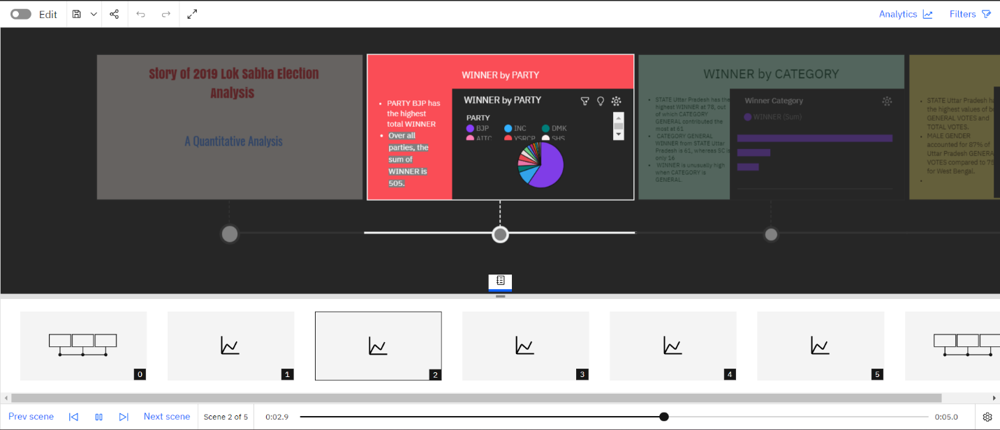 Edit
Analytics
Filters
Story of 2019 Lok Sabha Election
Analysis
A Quantitative Analysis
WINNER by PARTY
• PARTY BJP has
the highest
total WINNER
• Over all
parties, the
sum of
WINNER is
505.
WINNER by PARTY
PARTY
BJP
INC
DMK
AITC
YSRCP
SHS
WINNER by CATEGORY
• STATE Uttar Pradesh has the
highest WINNER at 78, out
of which CATEGORY
GENERAL contributed the
most at 61
• CATEGORY GENERAL
WINNER from STATE Uttar
Pradesh is 61, whereas SC is
only 16
• WINNER is unusually high
when CATEGORY is
GENERAL.
Winner Category
WINNER (Sum)
• STATE Uttar Pradesh
the highest values of
GENERAL VOTES and
TOTAL VOTES.
• MALE GENDER
accounted for 87% of
Uttar Pradesh GENERA
VOTES compared to
for West Bengal.
•
0
1
2
3
4
5
Prev scene
Next scene
Scene 2 of 5
0:02.9
0:05.0